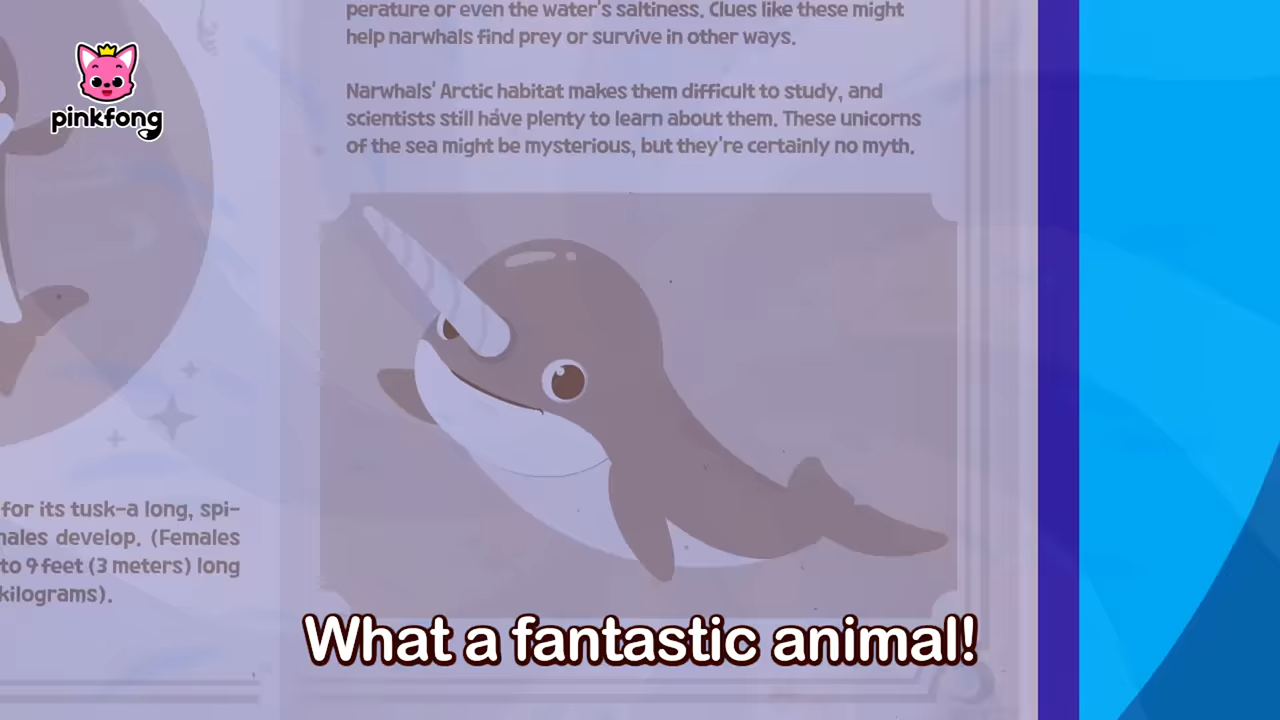 pinkfong
perature or even the water's saltiness. Clues like these might
help narwhals find prey or survive in other ways.
Narwhals' Arctic habitat makes them difficult to study, and
scientists still have plenty to learn about them. These unicorns
of the sea might be mysterious, but they're certainly no myth.
for its tusk-a long, spi-
males develop. (Females
to 9 feet (3 meters) long
kilograms).
What a fantastic animal!